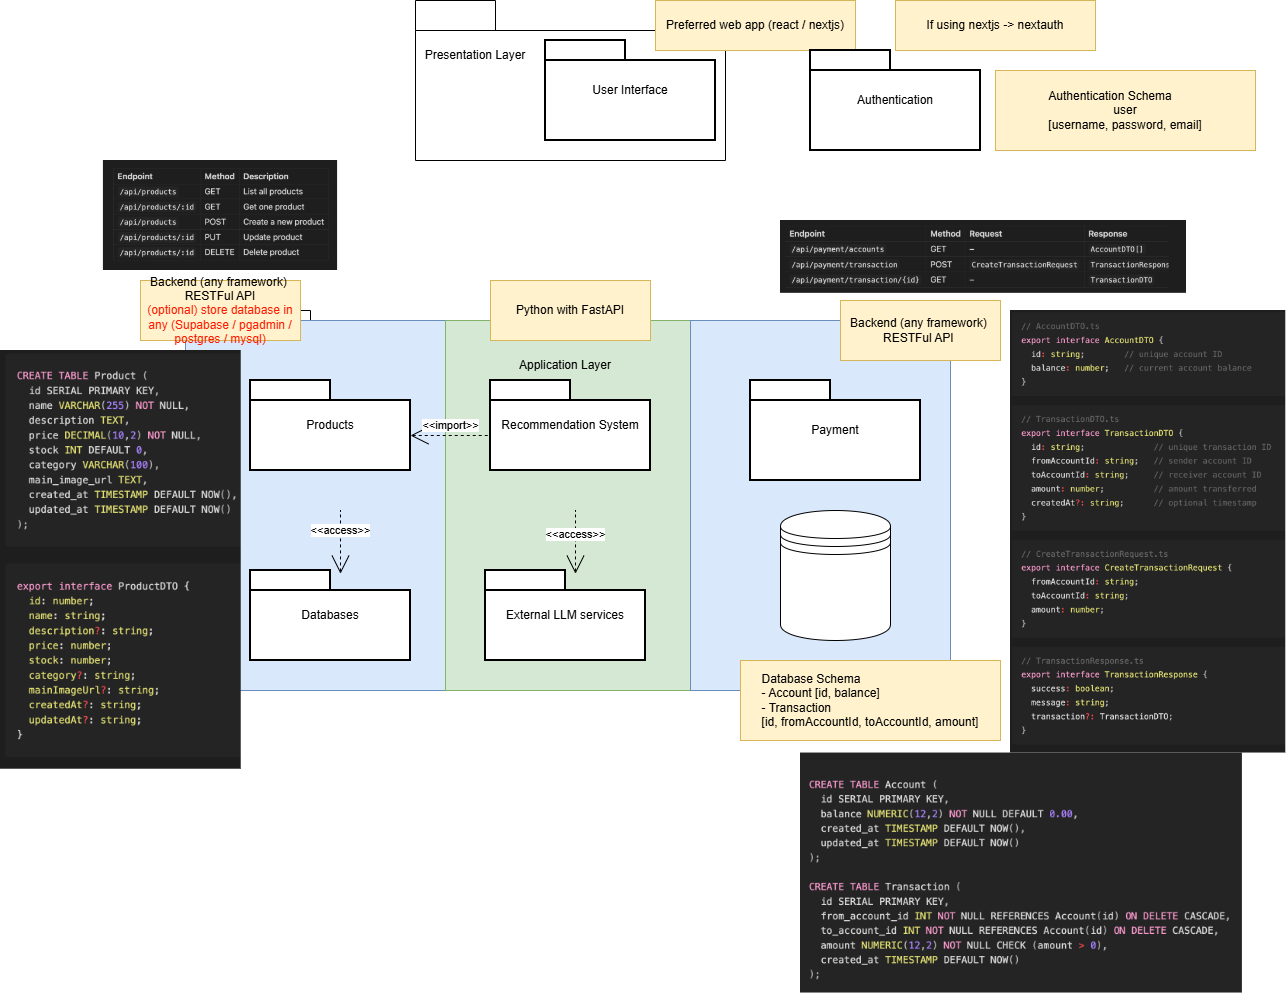 Preferred web app (react / nextjs)
If using nextjs -> nextauth
Presentation Layer
User Interface
Authentication
Authentication Schema
user
[username, password, email]
Endpoint Method Description
/api/products GET List all products
/api/products/:id GET Get one product
/api/products POST Create a new product
/api/products/:id PUT Update product
/api/products/:id DELETE Delete product
Endpoint Method Request Response
/api/payment/accounts GET – AccountDTO[]
/api/payment/transaction POST CreateTransactionRequest TransactionRespons
/api/payment/transaction/{id} GET – TransactionDTO
Backend (any framework)
RESTFul API
(optional) store database in
any (Supabase / pgadmin /
postgres / mysql)
Python with FastAPI
Backend (any framework)
RESTFul API
Application Layer
Products
<<import>>
Recommendation System
Payment
<<access>>
<<access>>
Databases
External LLM services
Database Schema
- Account [id, balance]
- Transaction
[id, fromAccountId, toAccountId, amount]
CREATE TABLE Product (
id SERIAL PRIMARY KEY,
name VARCHAR(255) NOT NULL,
description TEXT,
price DECIMAL(10,2) NOT NULL,
stock INT DEFAULT 0,
category VARCHAR(100),
main_image_url TEXT,
created_at TIMESTAMP DEFAULT NOW(),
updated_at TIMESTAMP DEFAULT NOW()
);
export interface ProductDTO {
id: number;
name: string;
description?: string;
price: number;
stock: number;
category?: string;
mainImageUrl?: string;
createdAt?: string;
updatedAt?: string;
}
// AccountDTO.ts
export interface AccountDTO {
id: string; // unique account ID
balance: number; // current account balance
}
// TransactionDTO.ts
export interface TransactionDTO {
id: string; // unique transaction ID
fromAccountId: string; // sender account ID
toAccountId: string; // receiver account ID
amount: number; // amount transferred
createdAt?: string; // optional timestamp
}
// CreateTransactionRequest.ts
export interface CreateTransactionRequest {
fromAccountId: string;
toAccountId: string;
amount: number;
}
// TransactionResponse.ts
export interface TransactionResponse {
success: boolean;
message: string;
transaction?: TransactionDTO;
}
CREATE TABLE Account (
id SERIAL PRIMARY KEY,
balance NUMERIC(12,2) NOT NULL DEFAULT 0.00,
created_at TIMESTAMP DEFAULT NOW(),
updated_at TIMESTAMP DEFAULT NOW()
);
CREATE TABLE Transaction (
id SERIAL PRIMARY KEY,
from_account_id INT NOT NULL REFERENCES Account(id) ON DELETE CASCADE,
to_account_id INT NOT NULL REFERENCES Account(id) ON DELETE CASCADE,
amount NUMERIC(12,2) NOT NULL CHECK (amount > 0),
created_at TIMESTAMP DEFAULT NOW()
);